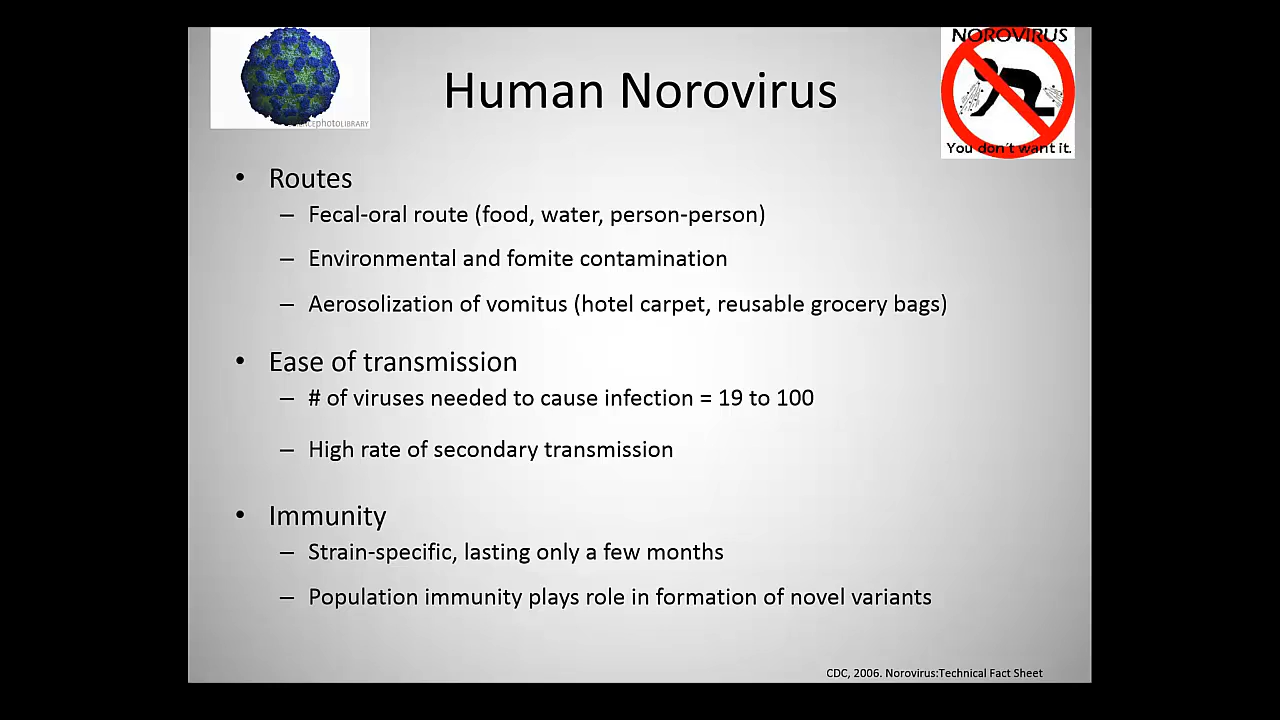 NOROVIRUS
Human Norovirus
photoLIBRARY
You don't want it.
• Routes
– Fecal-oral route (food, water, person-person)
– Environmental and fomite contamination
– Aerosolization of vomitus (hotel carpet, reusable grocery bags)
• Ease of transmission
– # of viruses needed to cause infection = 19 to 100
– High rate of secondary transmission
• Immunity
– Strain-specific, lasting only a few months
– Population immunity plays role in formation of novel variants
CDC, 2006. Norovirus:Technical Fact Sheet